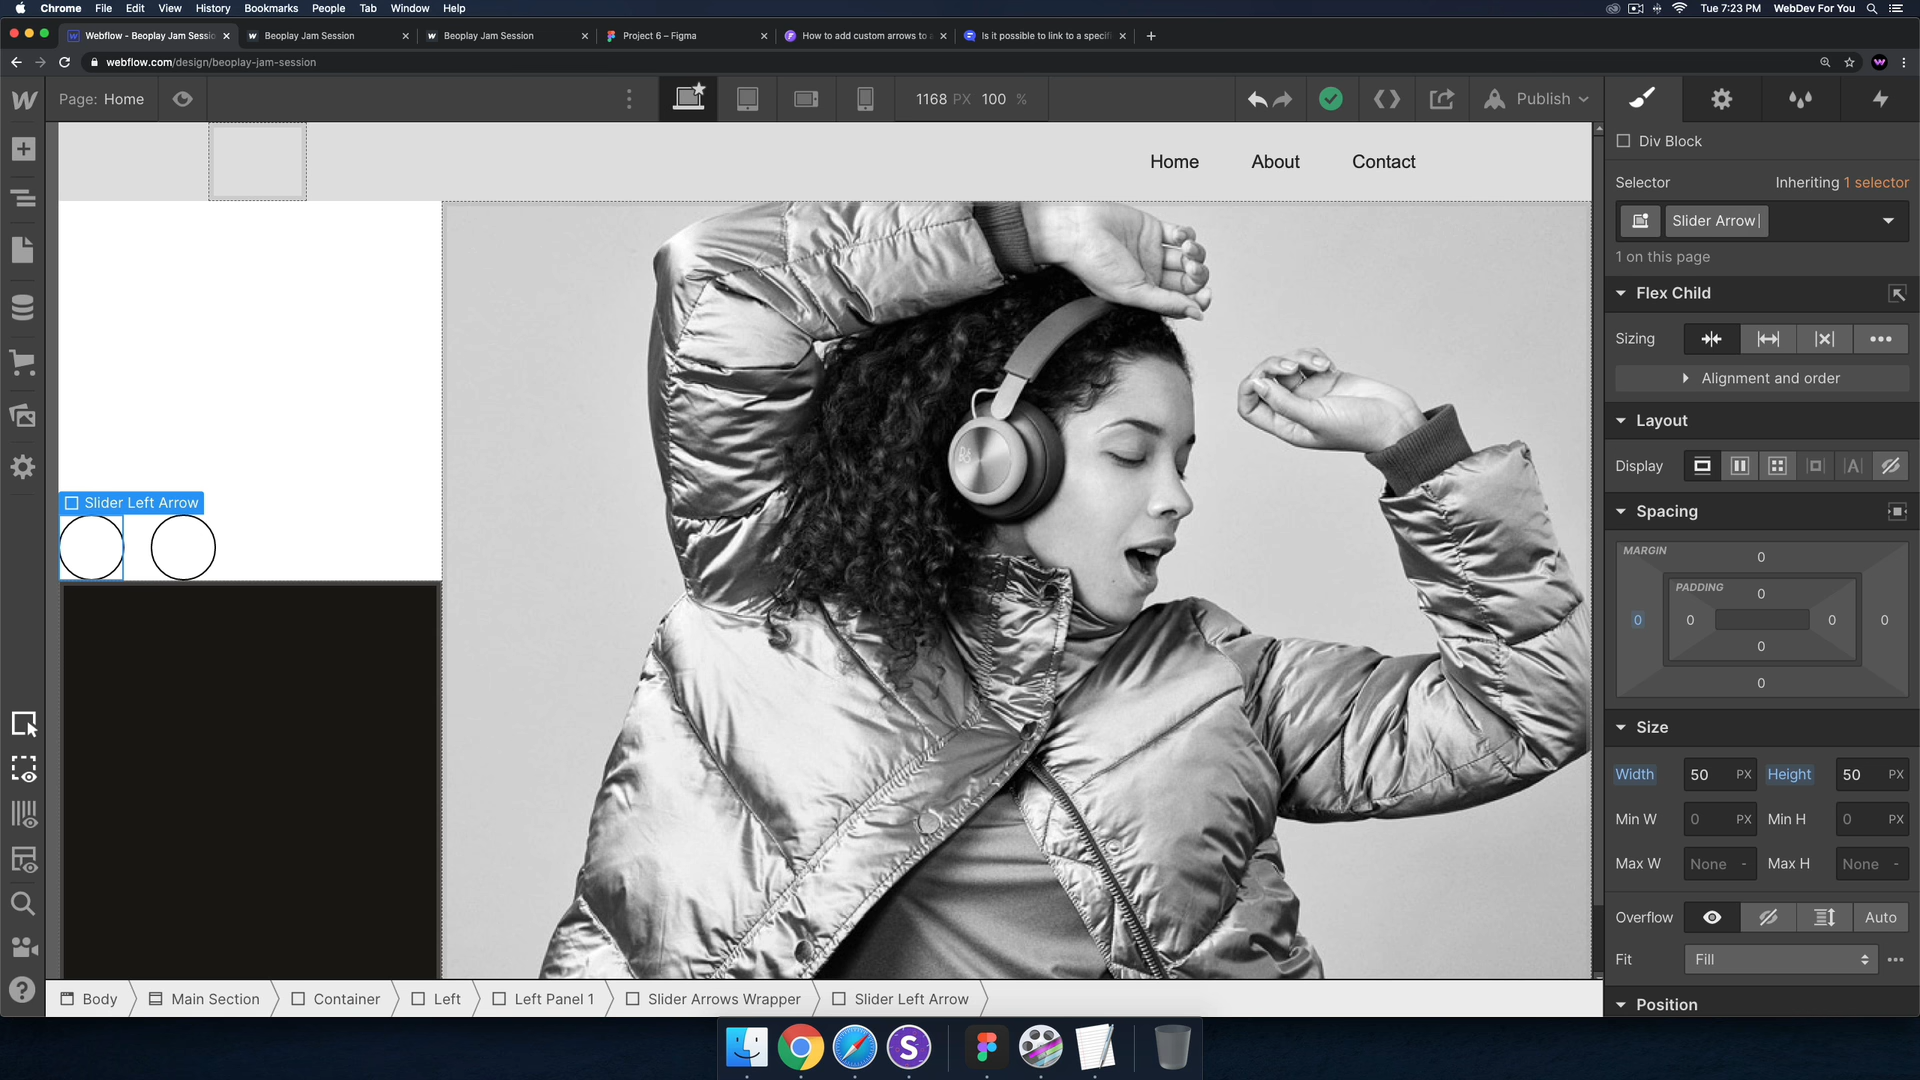 Chrome File Edit View History Bookmarks People Tab Window Help
Tue 7:23 PM WebDev For You
Webflow - Beoplay Jam Sessio
Beoplay Jam Session
Beoplay Jam Session
Project 6 – Figma
How to add custom arrows to a
Is it possible to link to a specifi
webflow.com/design/beoplay-jam-session
Page: Home
1168 PX 100 %
Publish
Home About Contact
Slider Left Arrow
Div Block
Selector
Inheriting 1 selector
Slider Arrow
1 on this page
Flex Child
Sizing
Alignment and order
Layout
Display
Spacing
MARGIN
0
PADDING
0
0 0 0 0
0
0
Size
Width 50 PX Height 50 PX
Min W 0 PX Min H 0 PX
Max W None - Max H None -
Overflow Auto
Fit Fill
Position
Body Main Section Container Left Left Panel 1 Slider Arrows Wrapper Slider Left Arrow